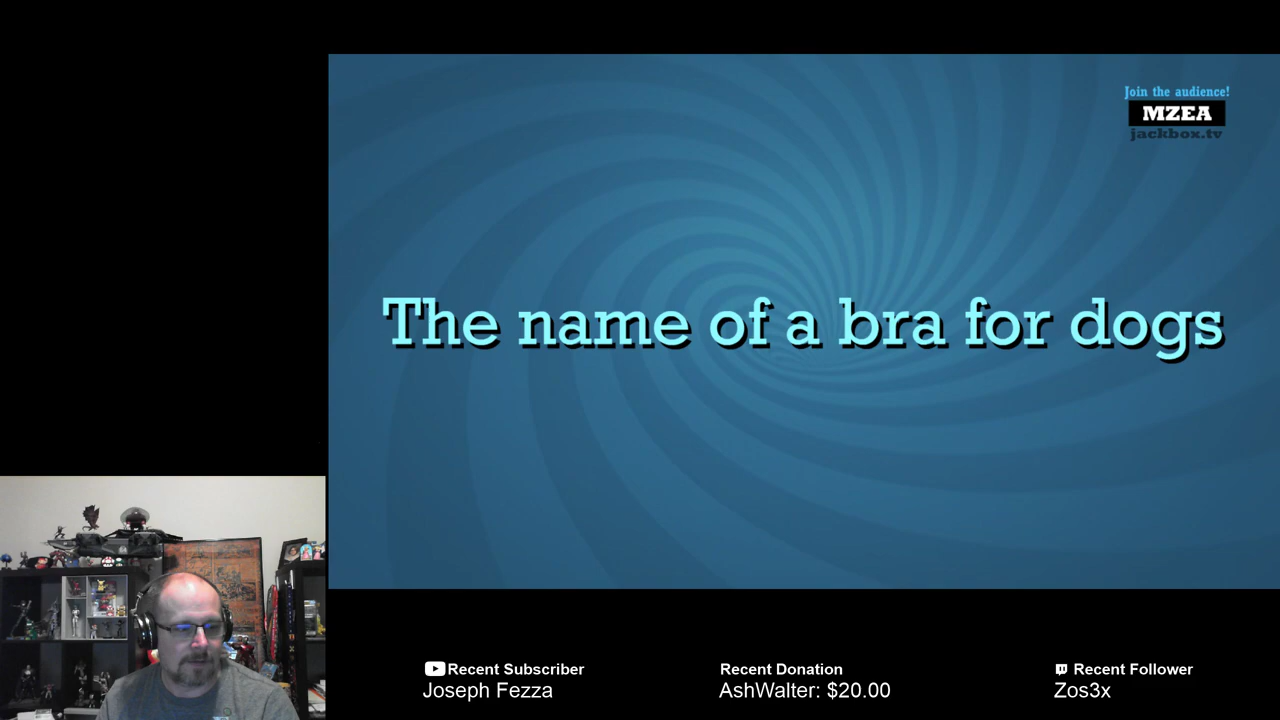 Join the audience!
MZEA
jackbox.tv
The name of a bra for dogs
Recent Subscriber
Joseph Fezza
Recent Donation
AshWalter: $20.00
Recent Follower
Zos3x